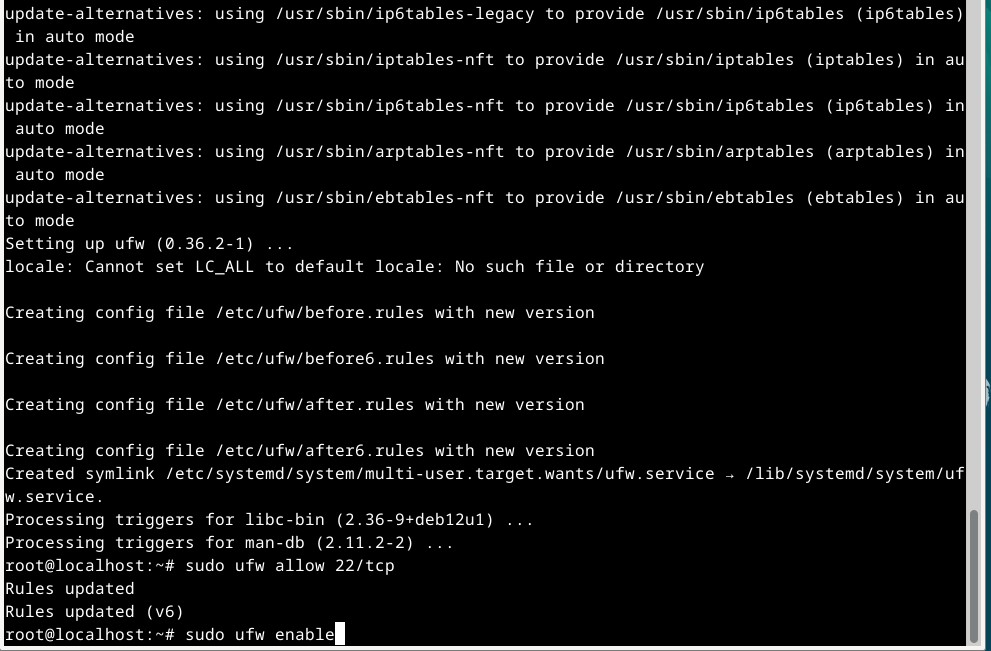 update-alternatives: using /usr/sbin/ip6tables-legacy to provide /usr/sbin/ip6tables (ip6tables)
 in auto mode
update-alternatives: using /usr/sbin/iptables-nft to provide /usr/sbin/iptables (iptables) in au
to mode
update-alternatives: using /usr/sbin/ip6tables-nft to provide /usr/sbin/ip6tables (ip6tables) in
 auto mode
update-alternatives: using /usr/sbin/arptables-nft to provide /usr/sbin/arptables (arptables) in
 auto mode
update-alternatives: using /usr/sbin/ebtables-nft to provide /usr/sbin/ebtables (ebtables) in au
to mode
Setting up ufw (0.36.2-1) ...
locale: Cannot set LC_ALL to default locale: No such file or directory

Creating config file /etc/ufw/before.rules with new version

Creating config file /etc/ufw/before6.rules with new version

Creating config file /etc/ufw/after.rules with new version

Creating config file /etc/ufw/after6.rules with new version
Created symlink /etc/systemd/system/multi-user.target.wants/ufw.service → /lib/systemd/system/uf
w.service.
Processing triggers for libc-bin (2.36-9+deb12u1) ...
Processing triggers for man-db (2.11.2-2) ...
root@localhost:~# sudo ufw allow 22/tcp
Rules updated
Rules updated (v6)
root@localhost:~# sudo ufw enable